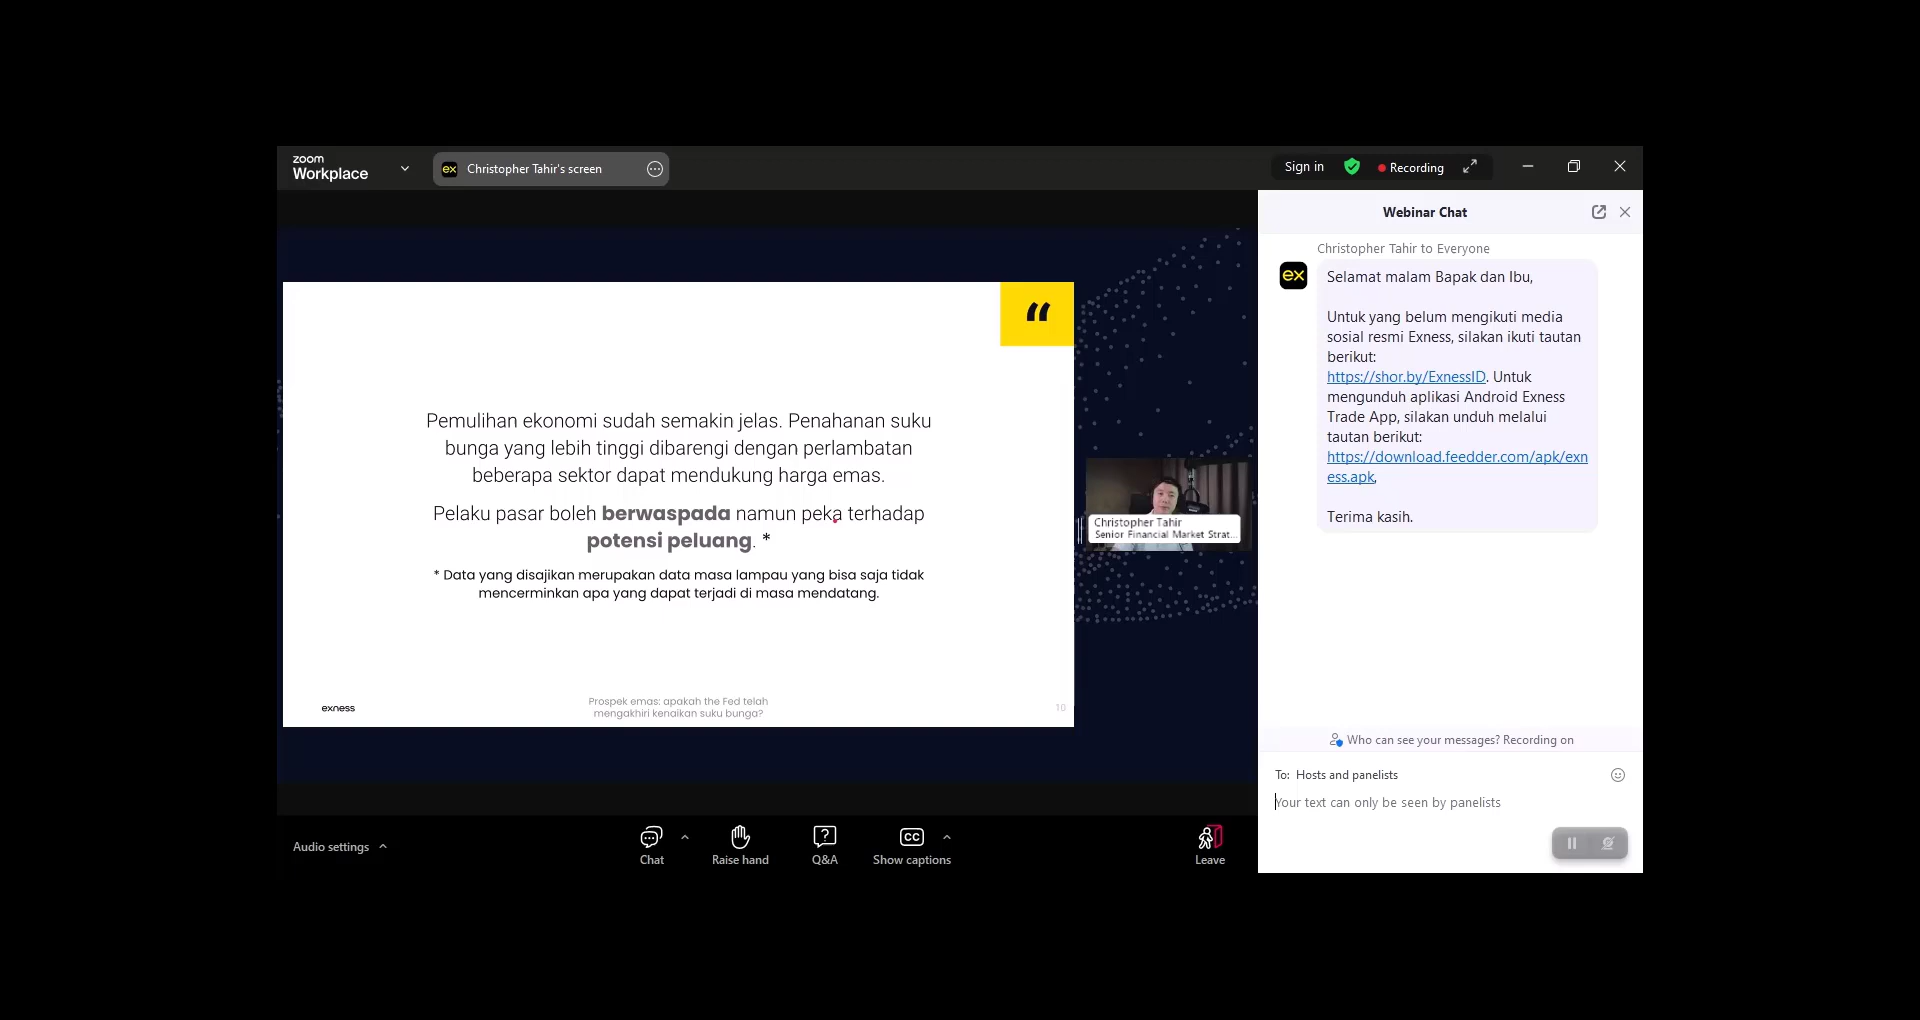 zoom
Workplace
ex
Christopher Tahir's screen
Sign in
Recording
“
Pemulihan ekonomi sudah semakin jelas. Penahanan suku
bunga yang lebih tinggi dibarengi dengan perlambatan
beberapa sektor dapat mendukung harga emas.
Pelaku pasar boleh berwaspada namun peka terhadap
potensi peluang. *
* Data yang disajikan merupakan data masa lampau yang bisa saja tidak
mencerminkan apa yang dapat terjadi di masa mendatang.
exness
Prospek emas: apakah the Fed telah
mengakhiri kenaikan suku bunga?
10
Christopher Tahir
Senior Financial Market Strat...
Webinar Chat
Christopher Tahir to Everyone
ex
Selamat malam Bapak dan Ibu,
Untuk yang belum mengikuti media
sosial resmi Exness, silakan ikuti tautan
berikut:
https://shor.by/ExnessID. Untuk
mengunduh aplikasi Android Exness
Trade App, silakan unduh melalui
tautan berikut:
https://download.feedder.com/apk/exn
ess.apk,
Terima kasih.
Who can see your messages? Recording on
To: Hosts and panelists
Your text can only be seen by panelists
Audio settings
Chat
Raise hand
Q&A
CC
Show captions
Leave